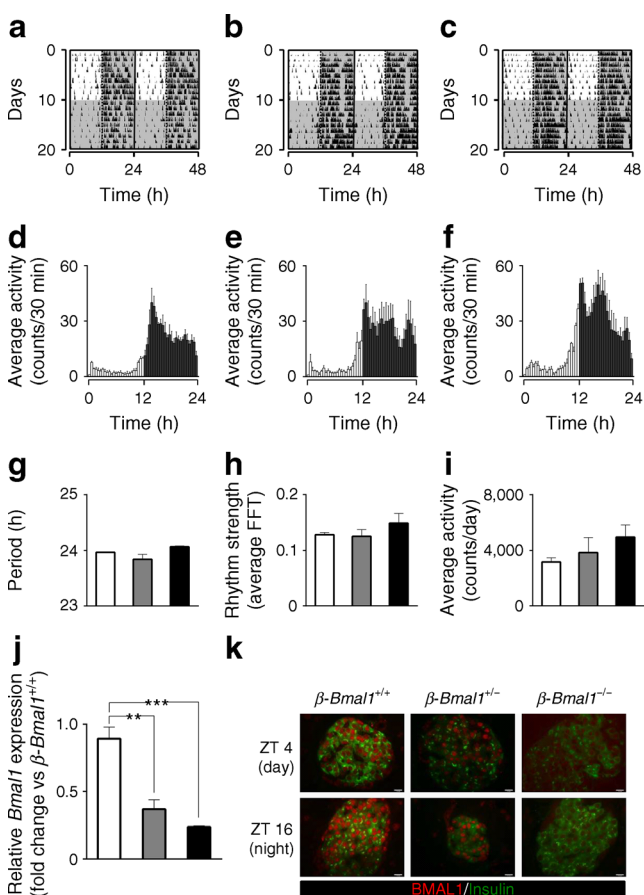 a
b
c
0
10
20
Days
0
24
48
Time (h)
0
10
20
Days
0
24
48
Time (h)
0
10
20
Days
0
24
48
Time (h)
d
e
f
60
30
0
Average activity
(counts/30 min)
0
12
24
Time (h)
60
30
0
Average activity
(counts/30 min)
0
12
24
Time (h)
60
30
0
Average activity
(counts/30 min)
0
12
24
Time (h)
g
h
i
25
24
23
Period (h)
0.2
0.1
0
Rhythm strength
(average FFT)
8,000
4,000
0
Average activity
(counts/day)
j
k
Relative Bmal1 expression
(fold change vs β-Bmal1+/+)
1.0
0.5
0
***
**
β-Bmal1+/+
β-Bmal1+/−
β-Bmal1−/−
ZT 4
(day)
ZT 16
(night)
BMAL1/Insulin